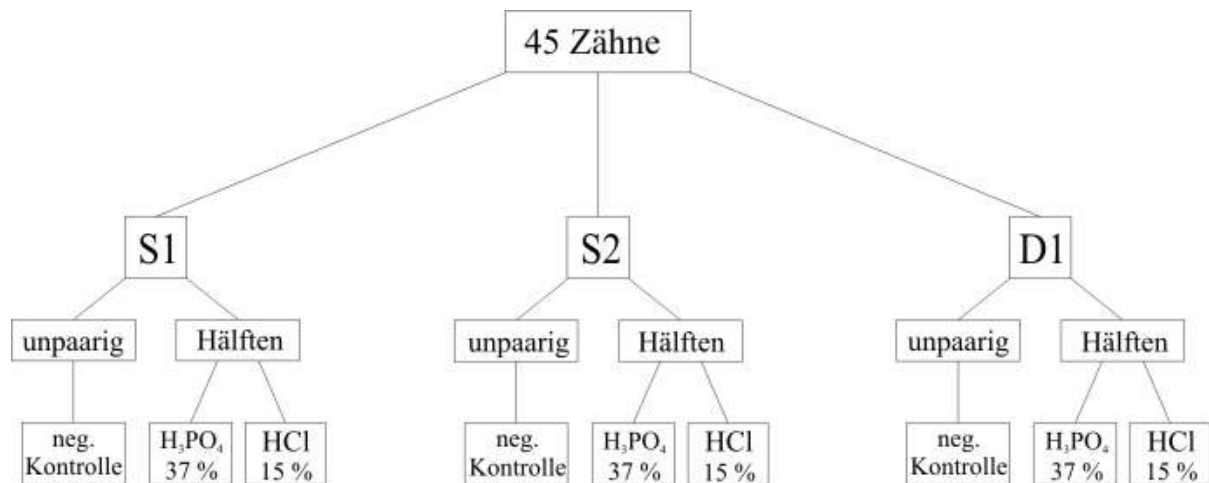 45 Zähne
S1
S2
D1
unpaarig
Hälften
unpaarig
Hälften
unpaarig
Hälften
neg.
Kontrolle
H₃PO₄
37 %
HCl
15 %
neg.
Kontrolle
H₃PO₄
37 %
HCl
15 %
neg.
Kontrolle
H₃PO₄
37 %
HCl
15 %